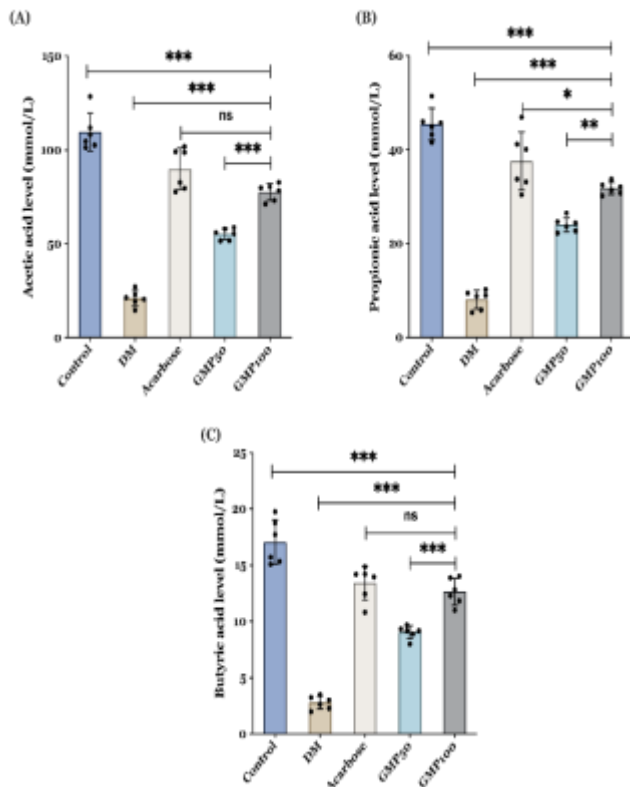 (A)
Acetic acid level (mmol/L)
150
100
50
0
***
***
ns
***
Control
DM
Acarbose
GMP50
GMP100
(B)
Propionic acid level (mmol/L)
60
40
20
0
***
***
*
**
Control
DM
Acarbose
GMP50
GMP100
(C)
Butyric acid level (mmol/L)
25
20
15
10
5
0
***
***
ns
***
Control
DM
Acarbose
GMP50
GMP100